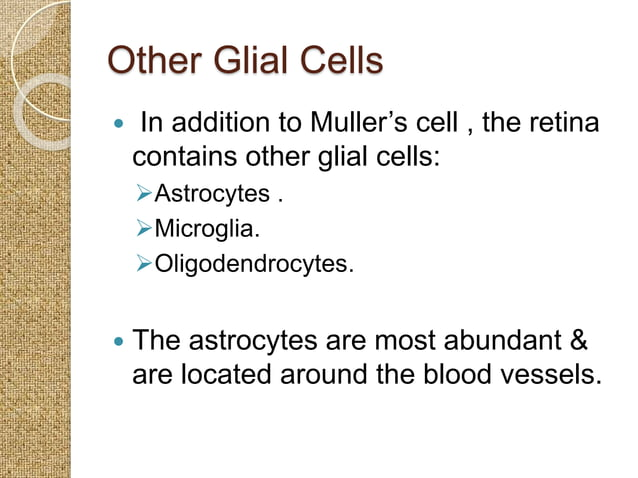 Other Glial Cells
• In addition to Muller’s cell , the retina
contains other glial cells:
➢Astrocytes .
➢Microglia.
➢Oligodendrocytes.
• The astrocytes are most abundant &
are located around the blood vessels.